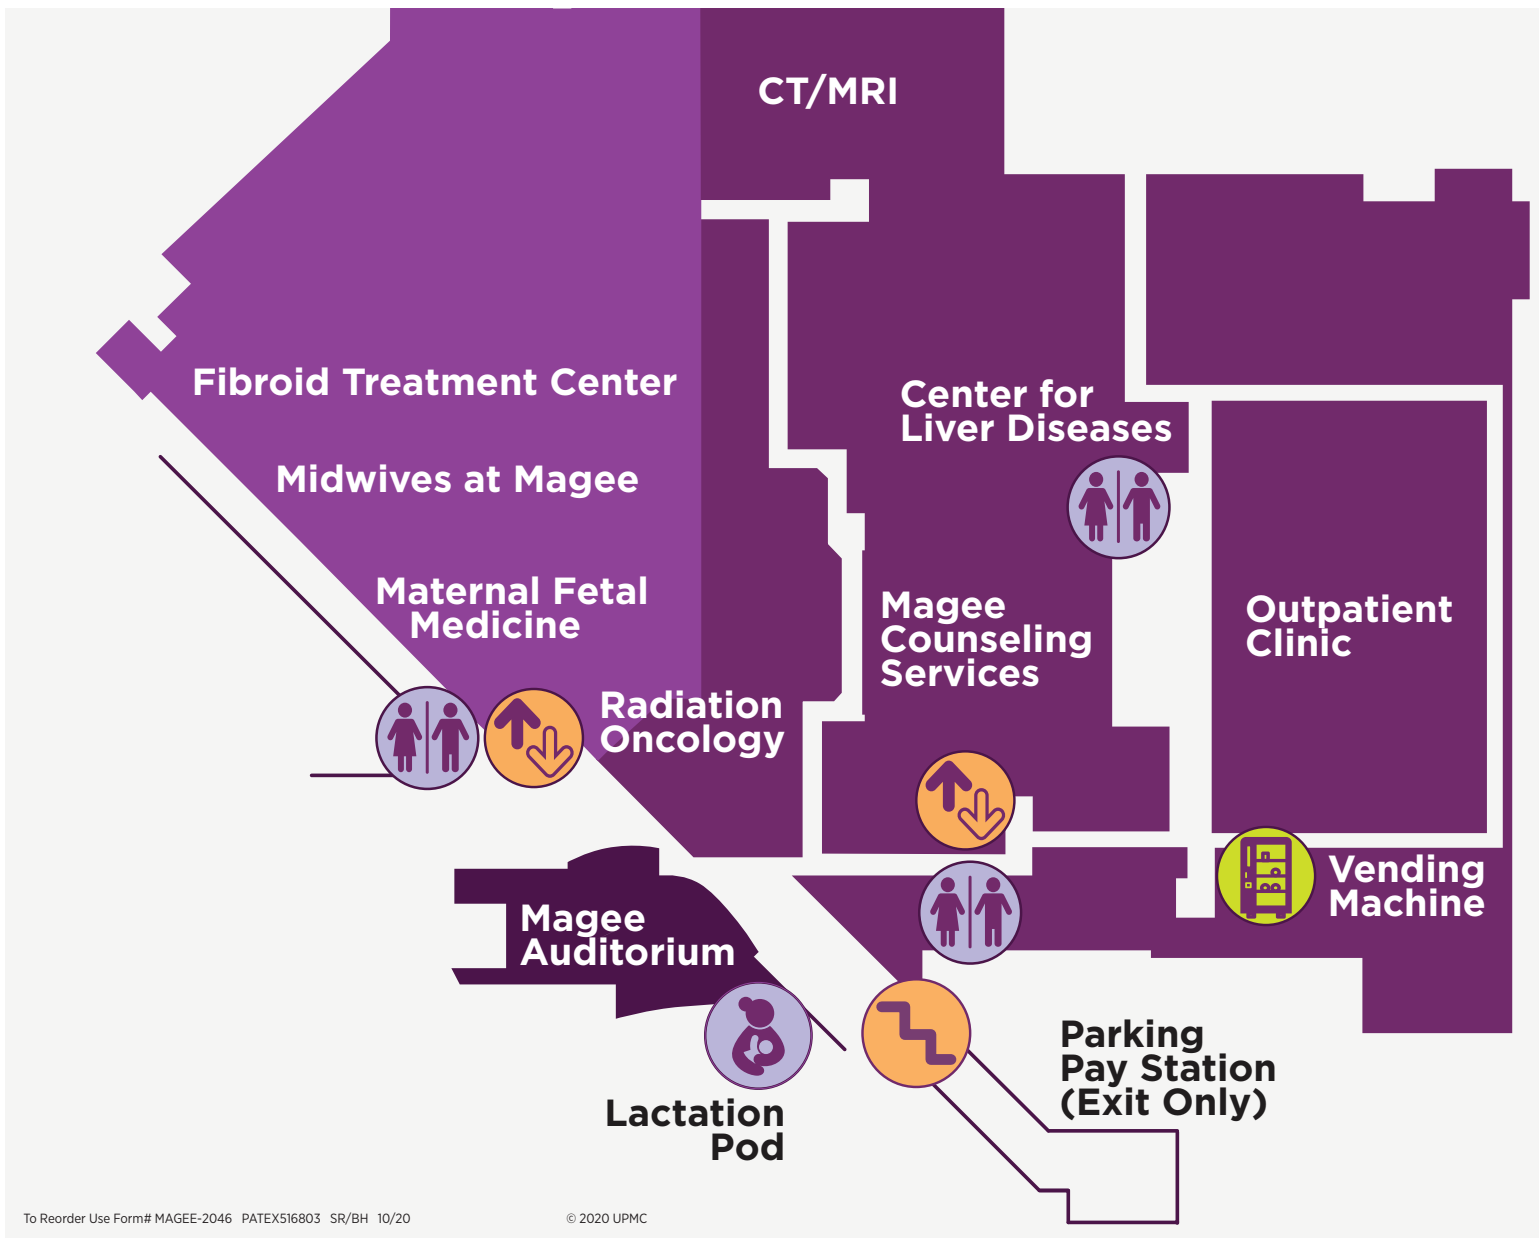 CT/MRI
Fibroid Treatment Center
Center for
Liver Diseases
Midwives at Magee
Maternal Fetal
Medicine
Magee
Counseling
Services
Outpatient
Clinic
Radiation
Oncology
Vending
Machine
Magee
Auditorium
Parking
Pay Station
(Exit Only)
Lactation
Pod
To Reorder Use Form# MAGEE-2046 PATEX516803 SR/BH 10/20
© 2020 UPMC